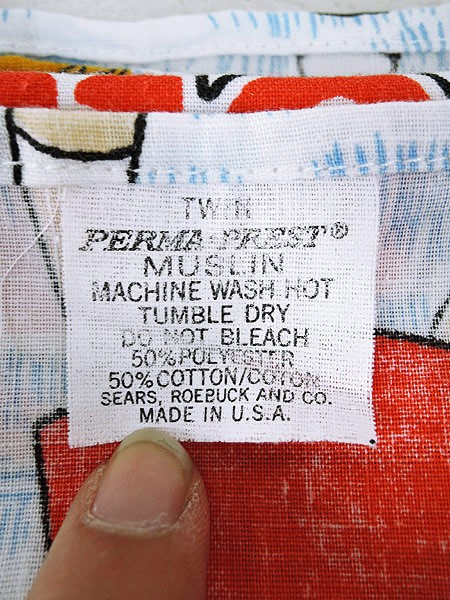 TWIN
PERMA-PREST®
MUSLIN
MACHINE WASH HOT
TUMBLE DRY
DO NOT BLEACH
50% POLYESTER
50% COTTON/COTON
SEARS, ROEBUCK AND CO.
MADE IN U.S.A.